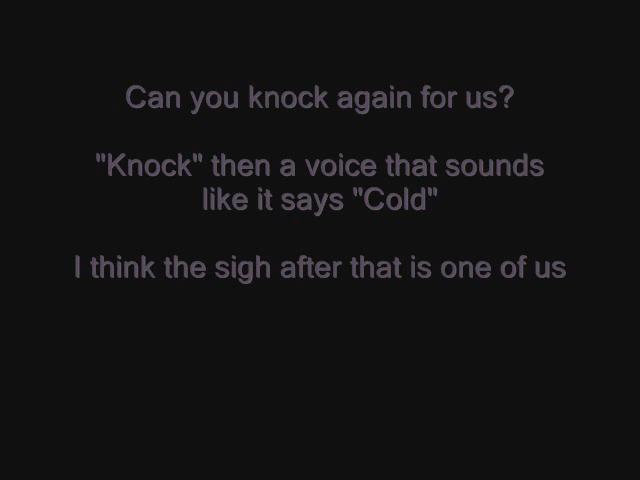 Can you knock again for us?
"Knock" then a voice that sounds
like it says "Cold"
I think the sigh after that is one of us